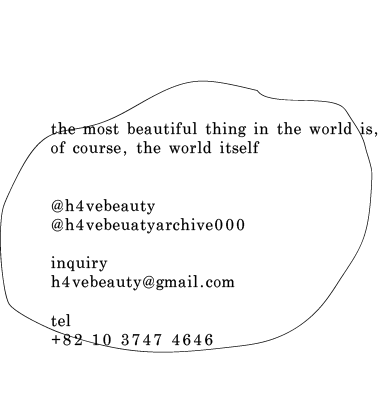 the most beautiful thing in the world is,
of course, the world itself
@h4vebeauty
@h4vebeuatyarchive000
inquiry
h4vebeauty@gmail.com
tel
+82 10 3747 4646